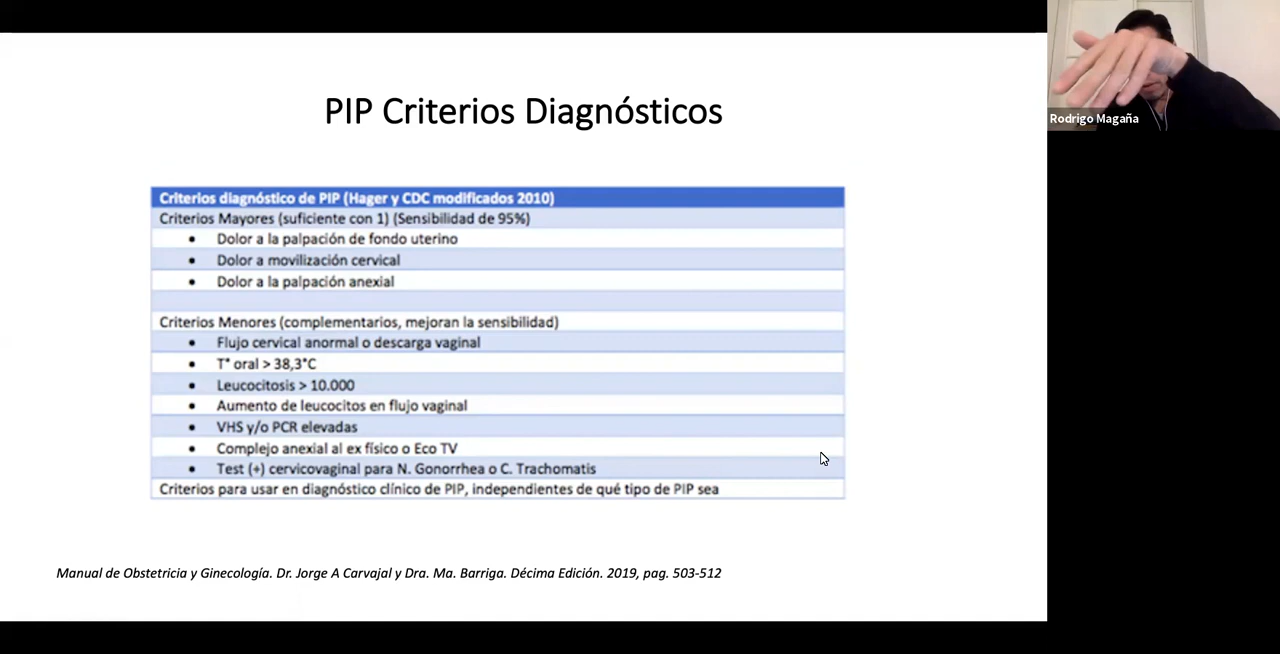 PIP Criterios Diagnósticos
Rodrigo Magaña
Criterios diagnóstico de PIP (Hager y CDC modificados 2010)
Criterios Mayores (suficiente con 1) (Sensibilidad de 95%)
• Dolor a la palpación de fondo uterino
• Dolor a movilización cervical
• Dolor a la palpación anexial
Criterios Menores (complementarios, mejoran la sensibilidad)
• Flujo cervical anormal o descarga vaginal
• T° oral > 38,3°C
• Leucocitosis > 10.000
• Aumento de leucocitos en flujo vaginal
• VHS y/o PCR elevadas
• Complejo anexial al ex físico o Eco TV
• Test (+) cervicovaginal para N. Gonorrhea o C. Trachomatis
Criterios para usar en diagnóstico clínico de PIP, independientes de qué tipo de PIP sea
Manual de Obstetricia y Ginecología. Dr. Jorge A Carvajal y Dra. Ma. Barriga. Décima Edición. 2019, pag. 503-512